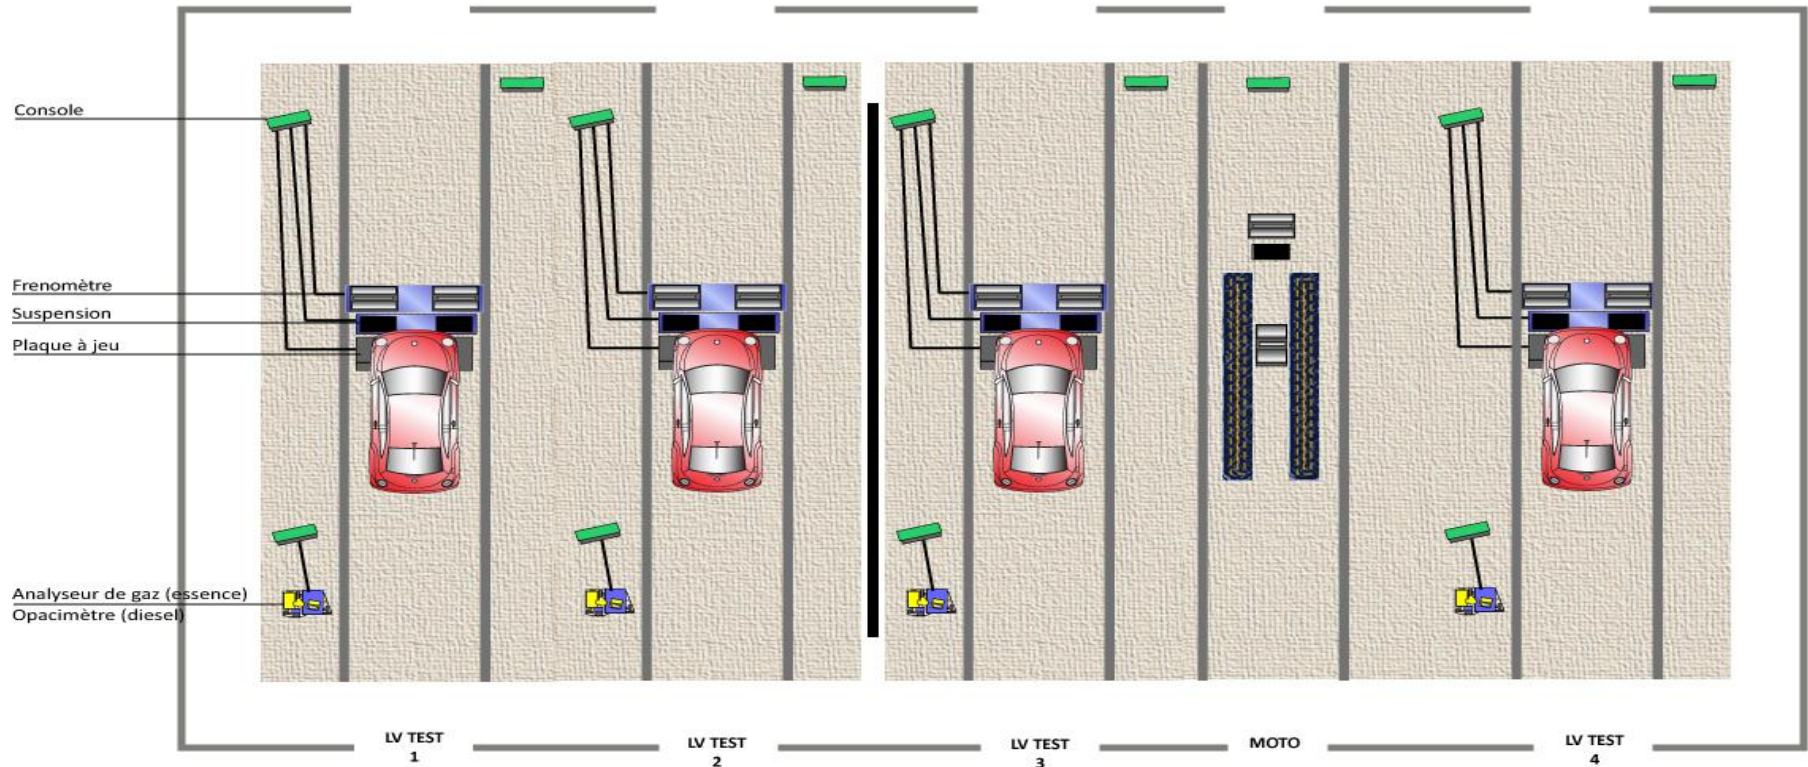 Console
Frenomètre
Suspension
Plaque à jeu
Analyseur de gaz (essence)
Opacimètre (diesel)
LV TEST
1
LV TEST
2
LV TEST
3
MOTO
LV TEST
4